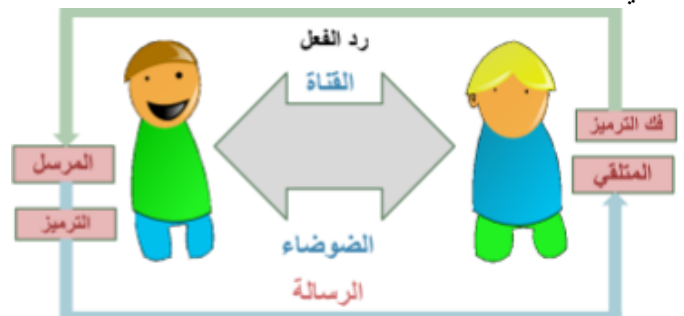 رد الفعل
القناة
فك الترميز
المرسل
المتلقي
الترميز
الضوضاء
الرسالة